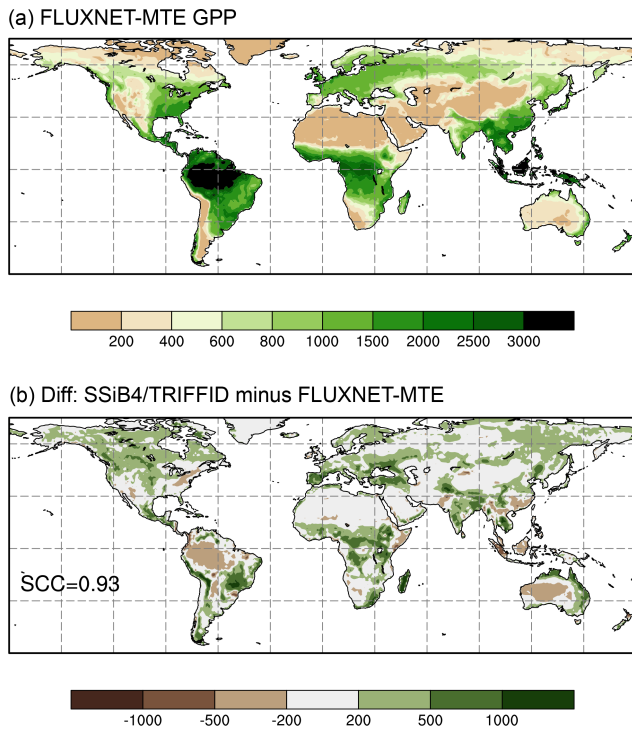 (a) FLUXNET-MTE GPP
200 400 600 800 1000 1500 2000 2500 3000
(b) Diff: SSiB4/TRIFFID minus FLUXNET-MTE
SCC=0.93
-1000 -500 -200 200 500 1000